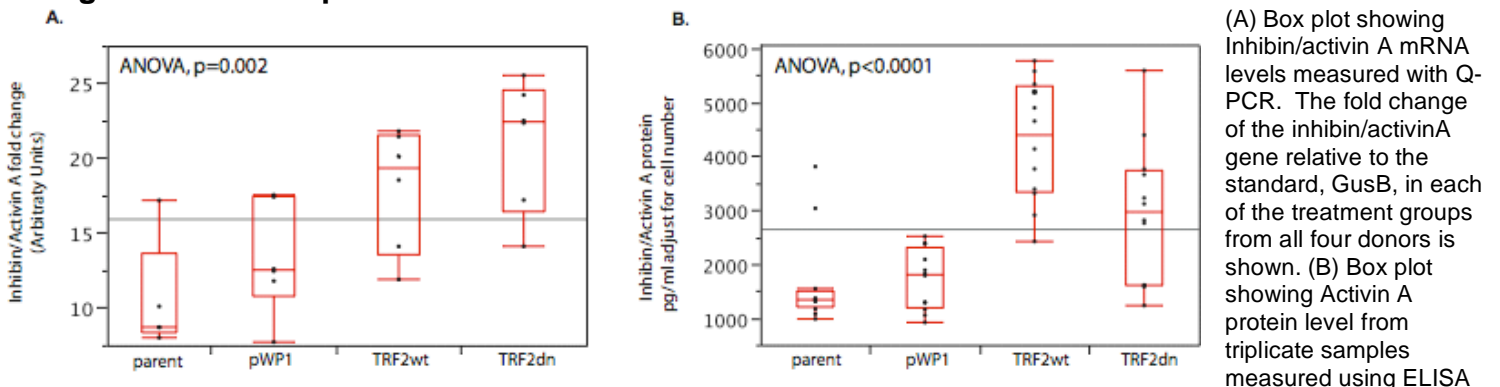 A.
B.
ANOVA, p=0.002
Inhibin/Activin A fold change
(Arbitraty Units)
25
20
15
10
parent
pWP1
TRF2wt
TRF2dn
ANOVA, p<0.0001
Inhibin/Activin A protein
pg/ml adjust for cell number
6000
5000
4000
3000
2000
1000
parent
pWP1
TRF2wt
TRF2dn
(A) Box plot showing
Inhibin/activin A mRNA
levels measured with Q-
PCR. The fold change
of the inhibin/activinA
gene relative to the
standard, GusB, in each
of the treatment groups
from all four donors is
shown. (B) Box plot
showing Activin A
protein level from
triplicate samples
measured using ELISA